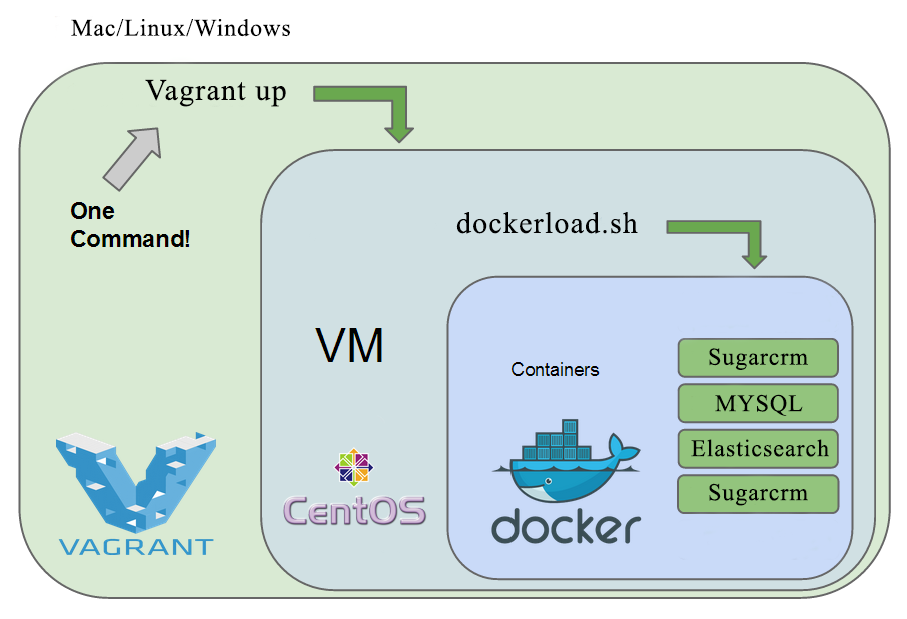 Mac/Linux/Windows
Vagrant up
One
Command!
dockerload.sh
VM
Containers
Sugarcrm
MYSQL
Elasticsearch
Sugarcrm
VAGRANT
CentOS
docker